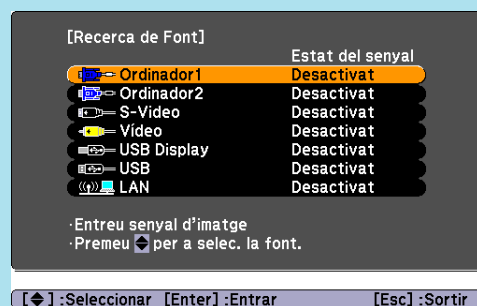 [Recerca de Font]
Estat del senyal
Ordinador1 Desactivat
Ordinador2 Desactivat
S-Video Desactivat
Vídeo Desactivat
USB Display Desactivat
USB Desactivat
LAN Desactivat
·Entreu senyal d'imatge
·Premeu per a selec. la font.
[] :Seleccionar [Enter] :Entrar [Esc] :Sortir